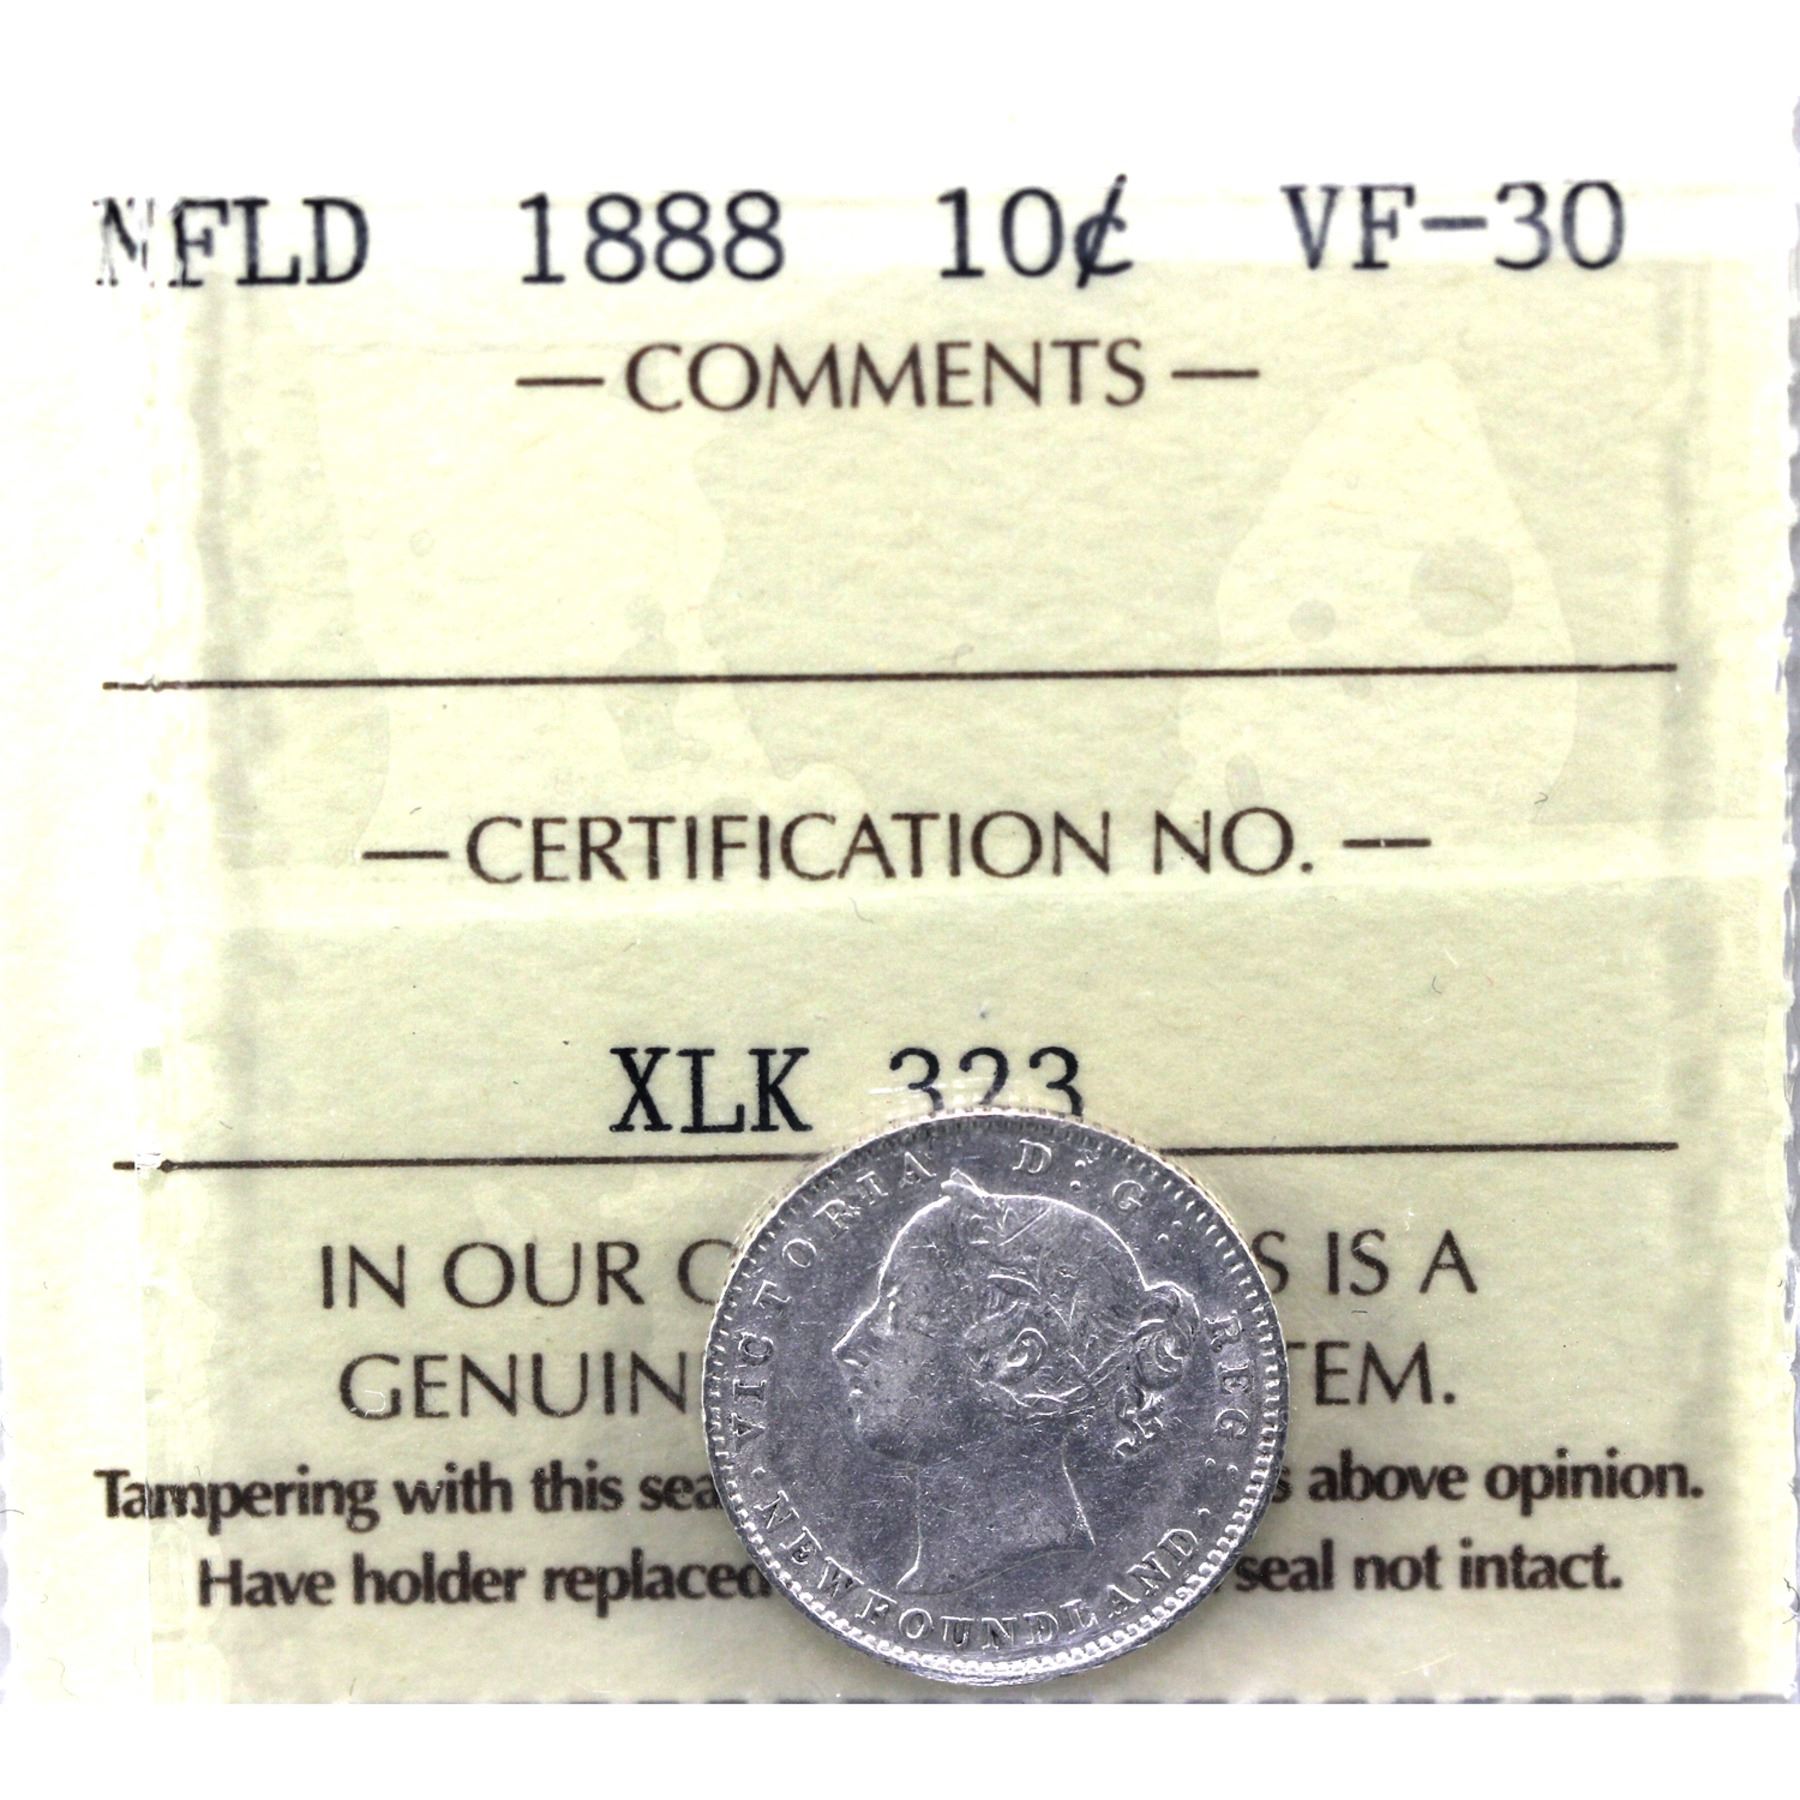 NFLD 1888 10¢ VF-30
— COMMENTS —
— CERTIFICATION NO. —
XLK 323
IN OUR S IS A
GENUIN TEM.
Tampering with this sea s above opinion.
Have holder replaced seal not intact.
VICTORIA D: G: REG:
NEWFOUNDLAND